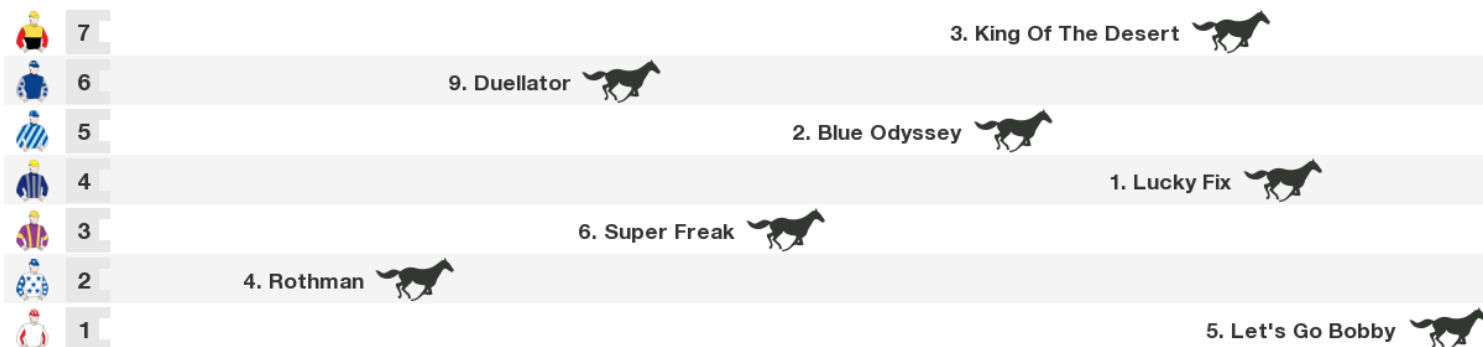 7 3. King Of The Desert
6 9. Duellator
5 2. Blue Odyssey
4 1. Lucky Fix
3 6. Super Freak
2 4. Rothman
1 5. Let's Go Bobby